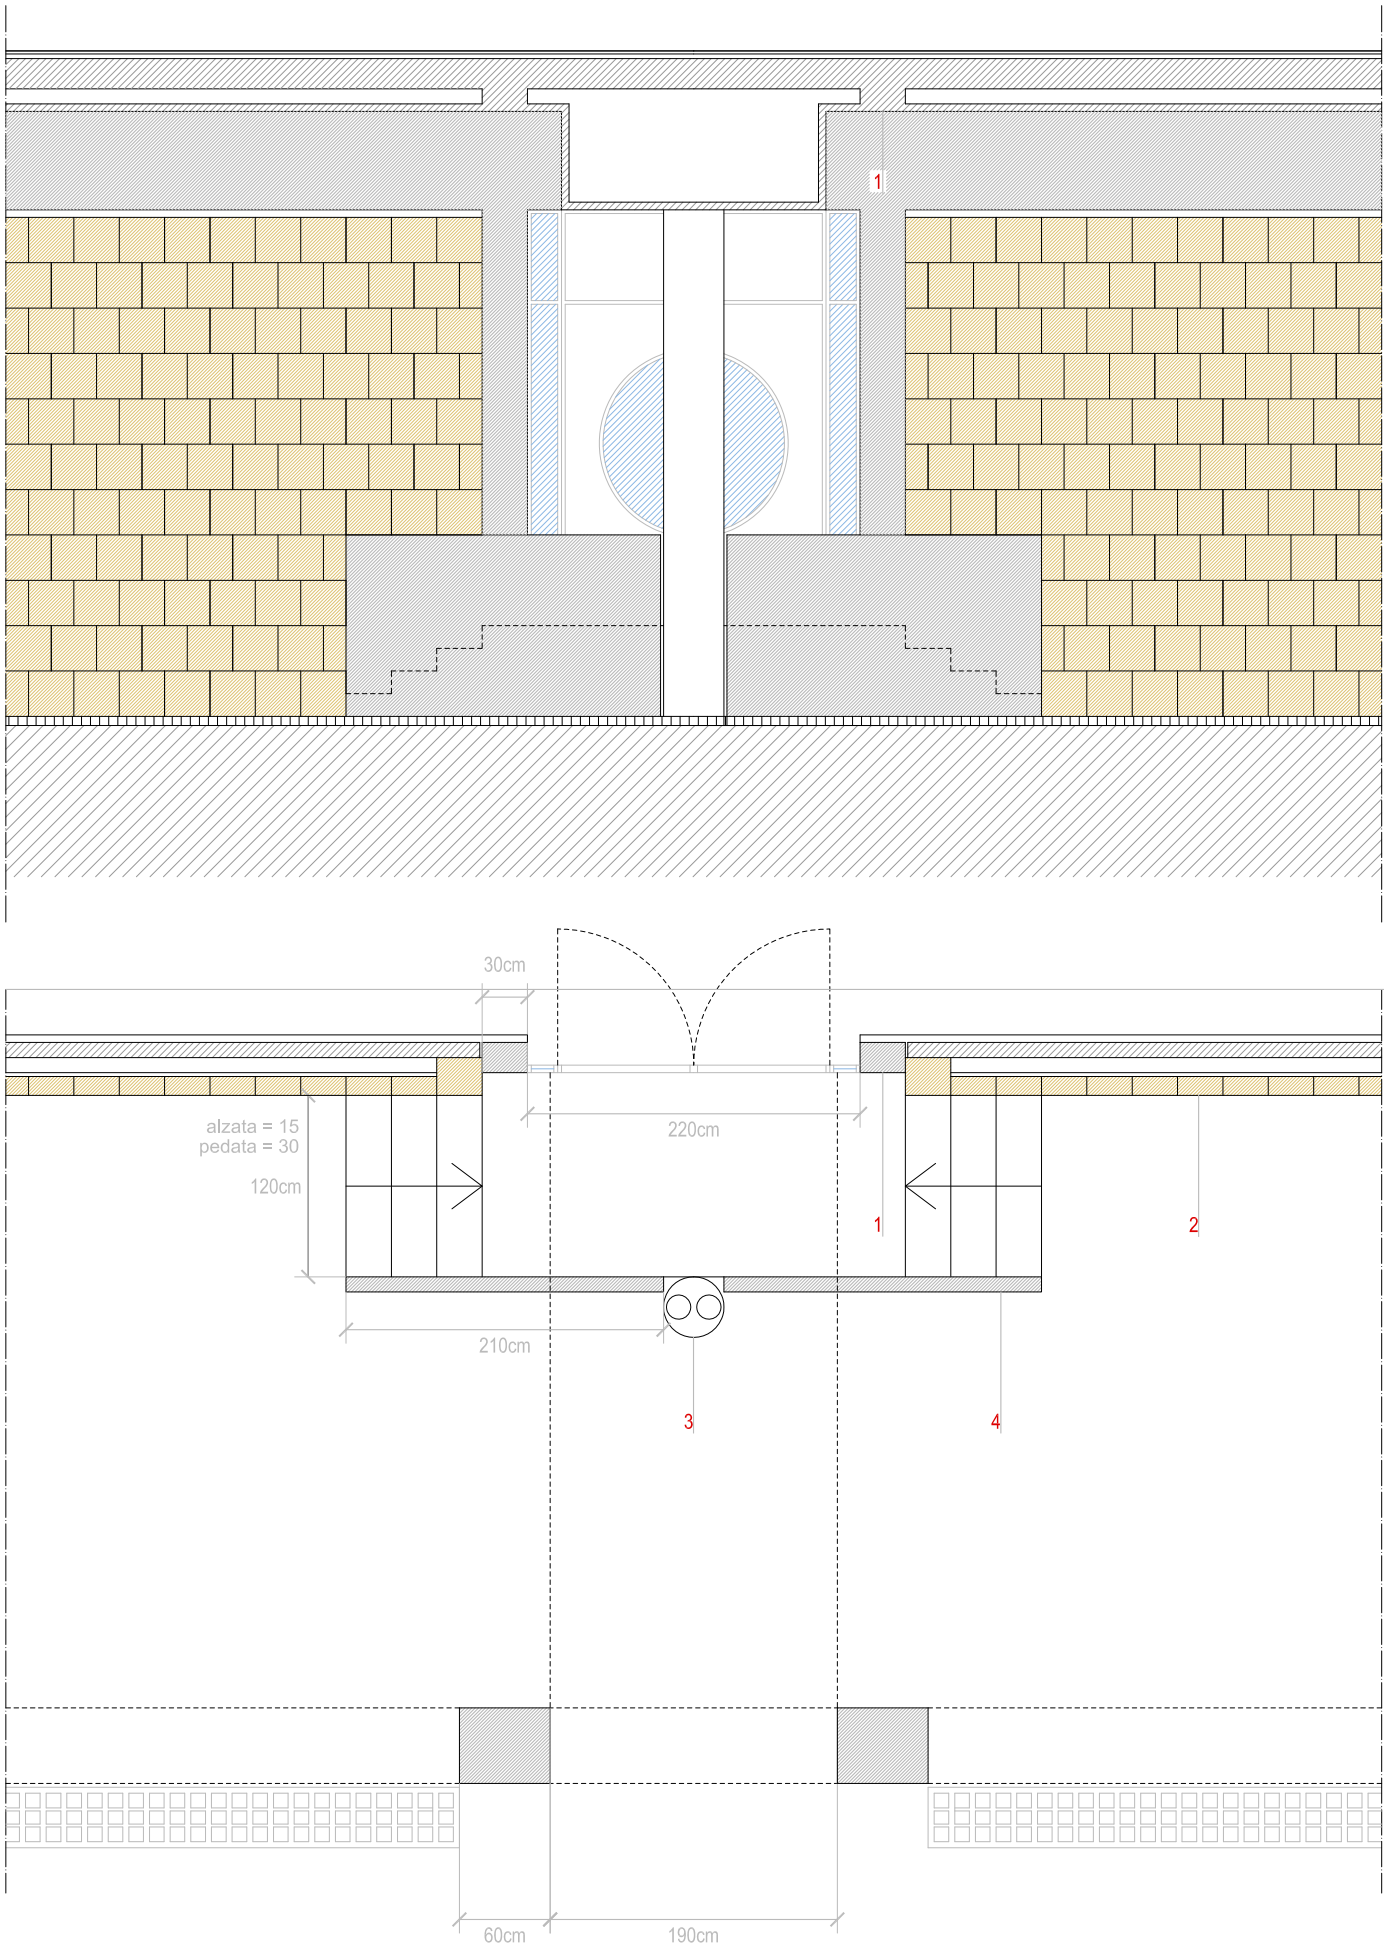 1
30cm
alzata = 15
pedata = 30
220cm
120cm
1
2
210cm
3
4
60cm
190cm